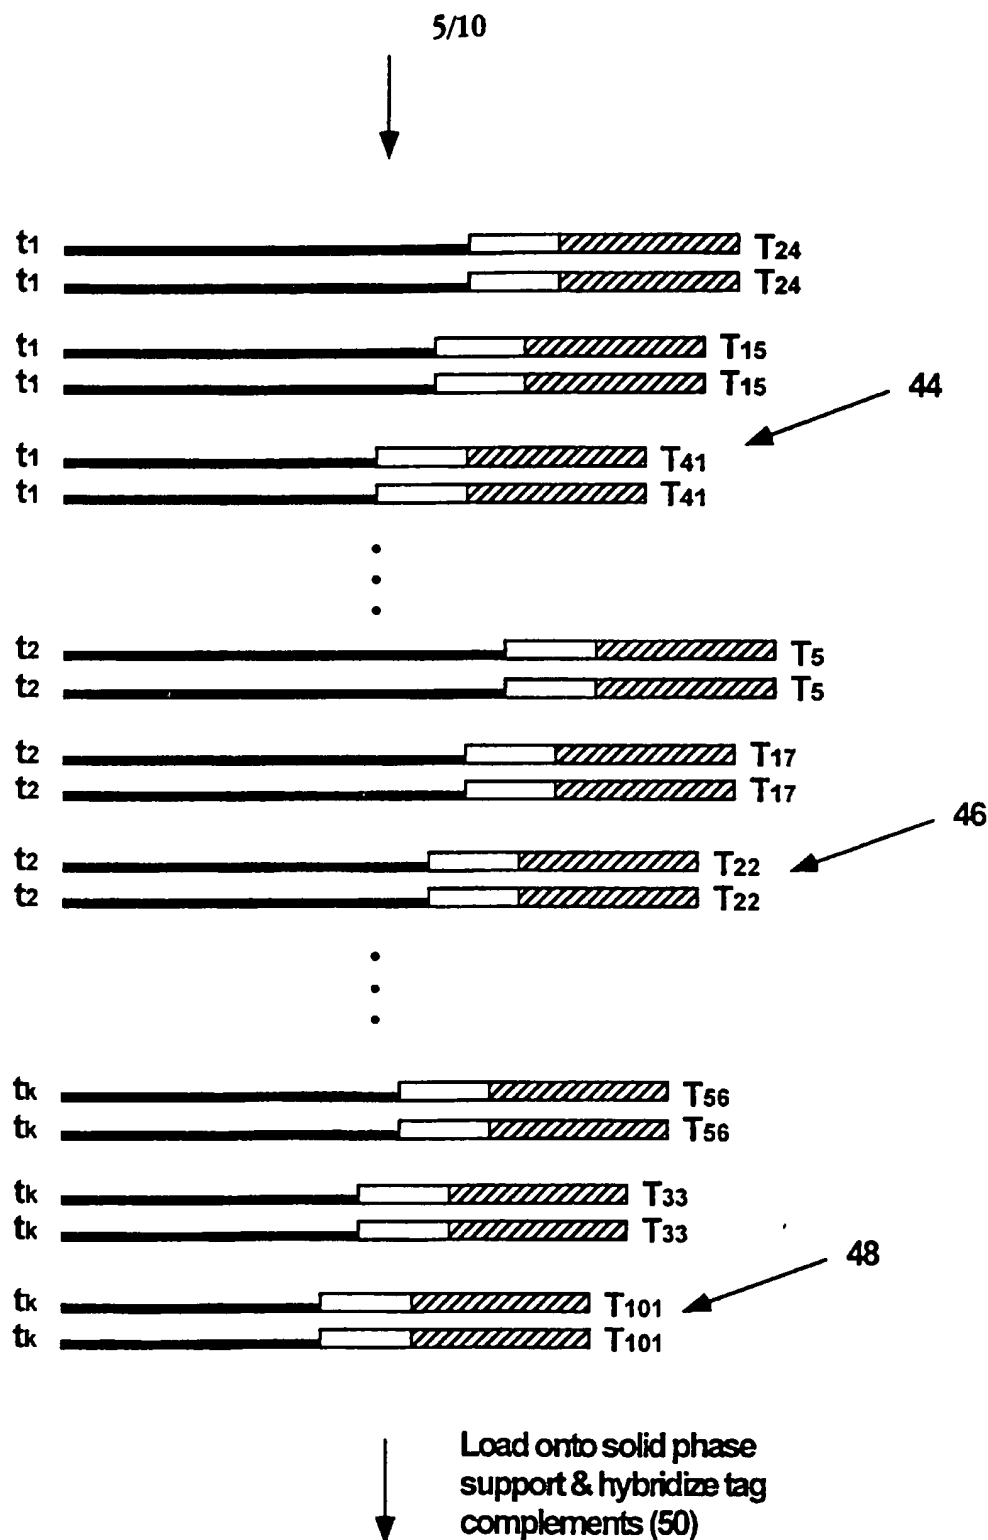 5/10
t1 T24
t1 T24
t1 T15
t1 T15
44
t1 T41
t1 T41
t2 T5
t2 T5
t2 T17
t2 T17
46
t2 T22
t2 T22
tk T56
tk T56
tk T33
tk T33
48
tk T101
tk T101
Load onto solid phase
support & hybridize tag
complements (50)